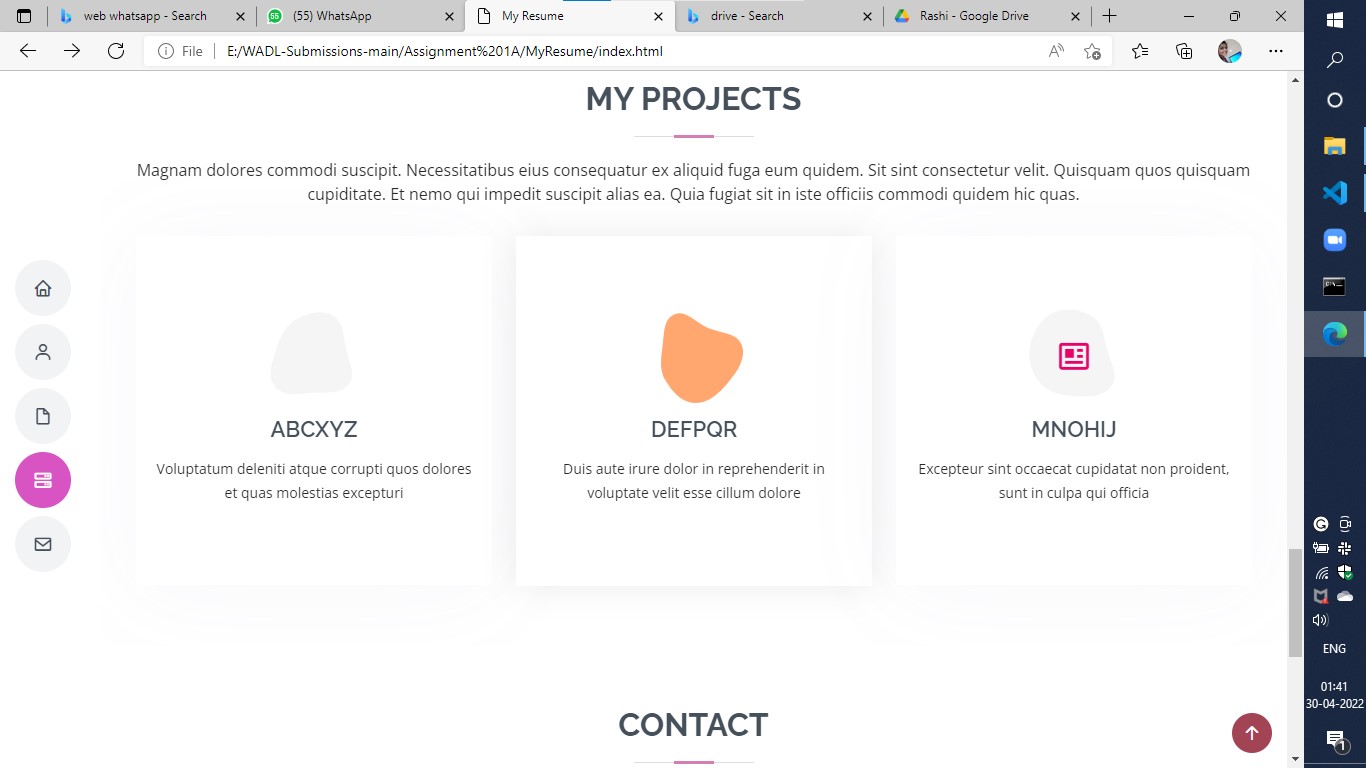 web whatsapp - Search
55
(55) WhatsApp
My Resume
drive - Search
Rashi - Google Drive
File
E:/WADL-Submissions-main/Assignment%201A/MyResume/index.html
MY PROJECTS
Magnam dolores commodi suscipit. Necessitatibus eius consequatur ex aliquid fuga eum quidem. Sit sint consectetur velit. Quisquam quos quisquam
cupiditate. Et nemo qui impedit suscipit alias ea. Quia fugiat sit in iste officiis commodi quidem hic quas.
ABCXYZ
Voluptatum deleniti atque corrupti quos dolores
et quas molestias excepturi
DEFPQR
Duis aute irure dolor in reprehenderit in
voluptate velit esse cillum dolore
MNOHIJ
Excepteur sint occaecat cupidatat non proident,
sunt in culpa qui officia
CONTACT
ENG
01:41
30-04-2022
1